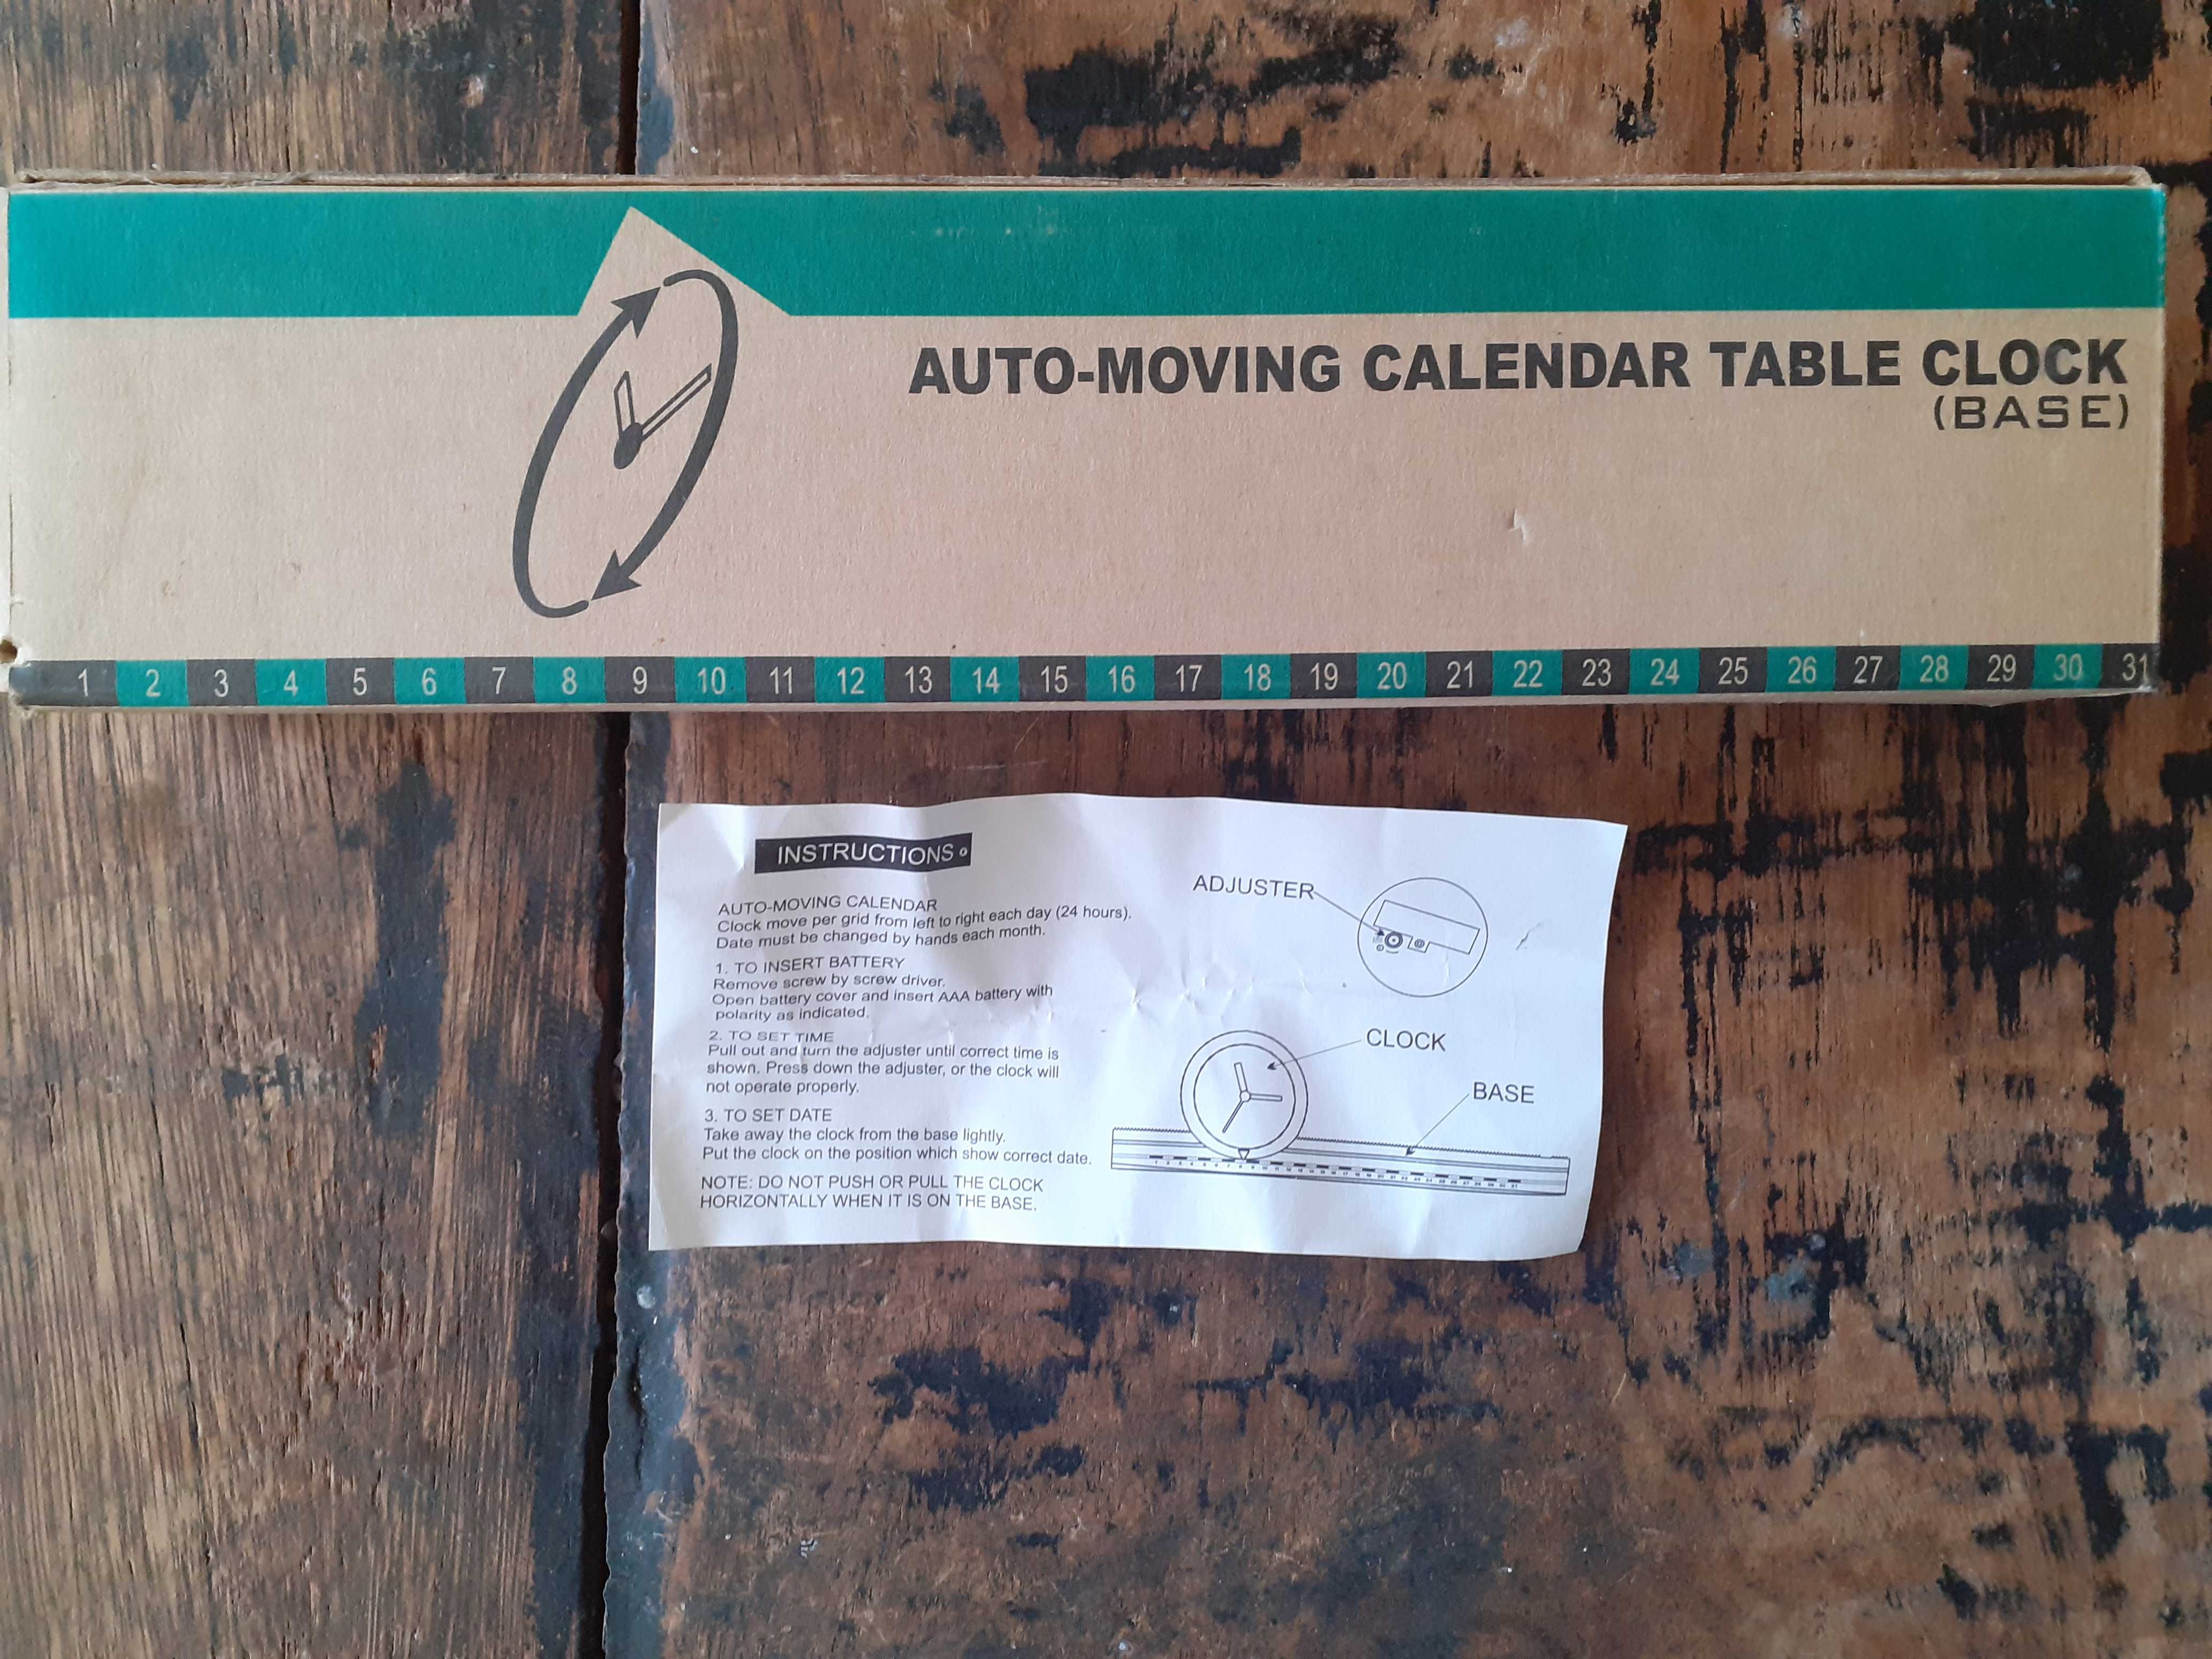 AUTO-MOVING CALENDAR TABLE CLOCK
(BASE)
1 2 3 4 5 6 7 8 9 10 11 12 13 14 15 16 17 18 19 20 21 22 23 24 25 26 27 28 29 30 31
INSTRUCTIONS
AUTO-MOVING CALENDAR
Clock move per grid from left to right each day (24 hours).
Date must be changed by hands each month.
1. TO INSERT BATTERY
Remove screw by screw driver.
Open battery cover and insert AAA battery with
polarity as indicated.
2. TO SET TIME
Pull out and turn the adjuster until correct time is
shown. Press down the adjuster, or the clock will
not operate properly.
3. TO SET DATE
Take away the clock from the base lightly.
Put the clock on the position which show correct date.
NOTE: DO NOT PUSH OR PULL THE CLOCK
HORIZONTALLY WHEN IT IS ON THE BASE.
ADJUSTER
CLOCK
BASE